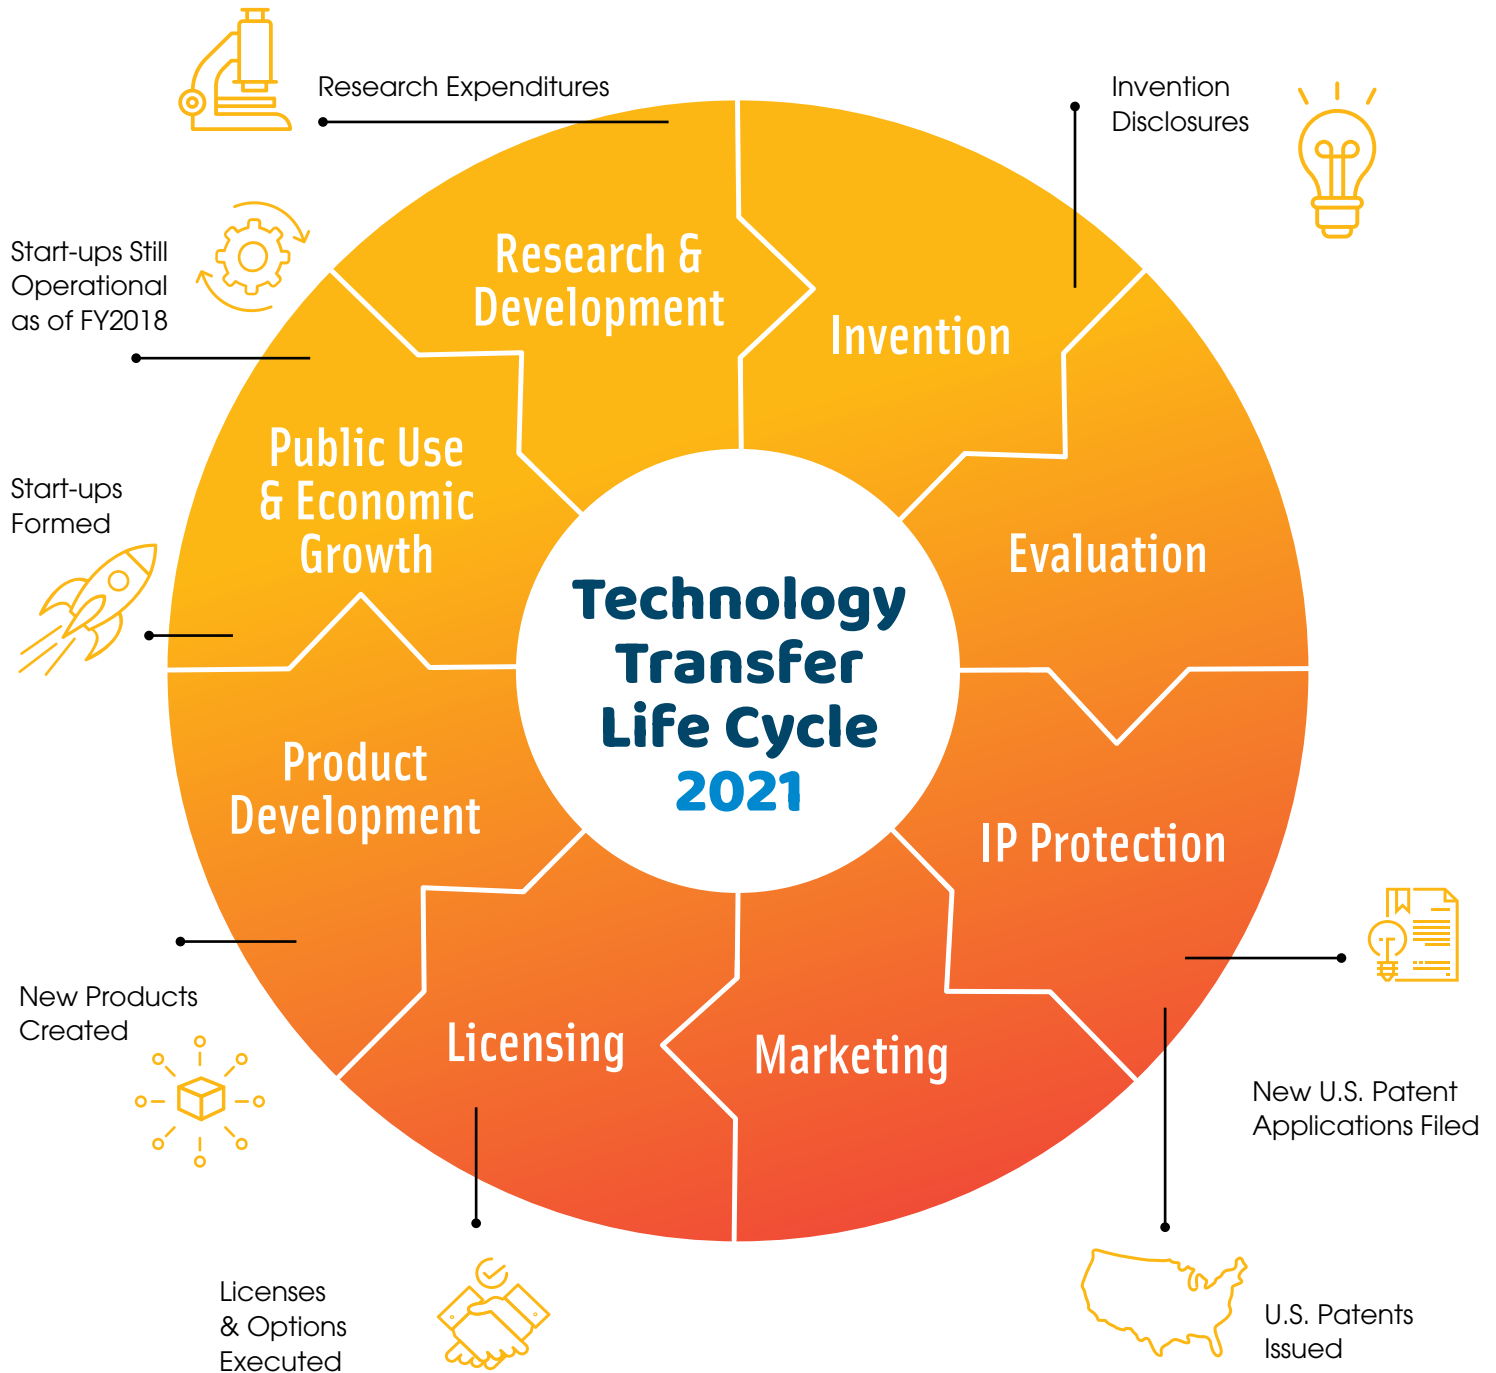 Research Expenditures
Invention
Disclosures
Start-ups Still
Operational
as of FY2018
Research &
Development
Invention
Public Use
& Economic
Growth
Start-ups
Formed
Evaluation
Technology
Transfer
Life Cycle
2021
Product
Development
IP Protection
New Products
Created
Licensing
Marketing
New U.S. Patent
Applications Filed
Licenses
& Options
Executed
U.S. Patents
Issued